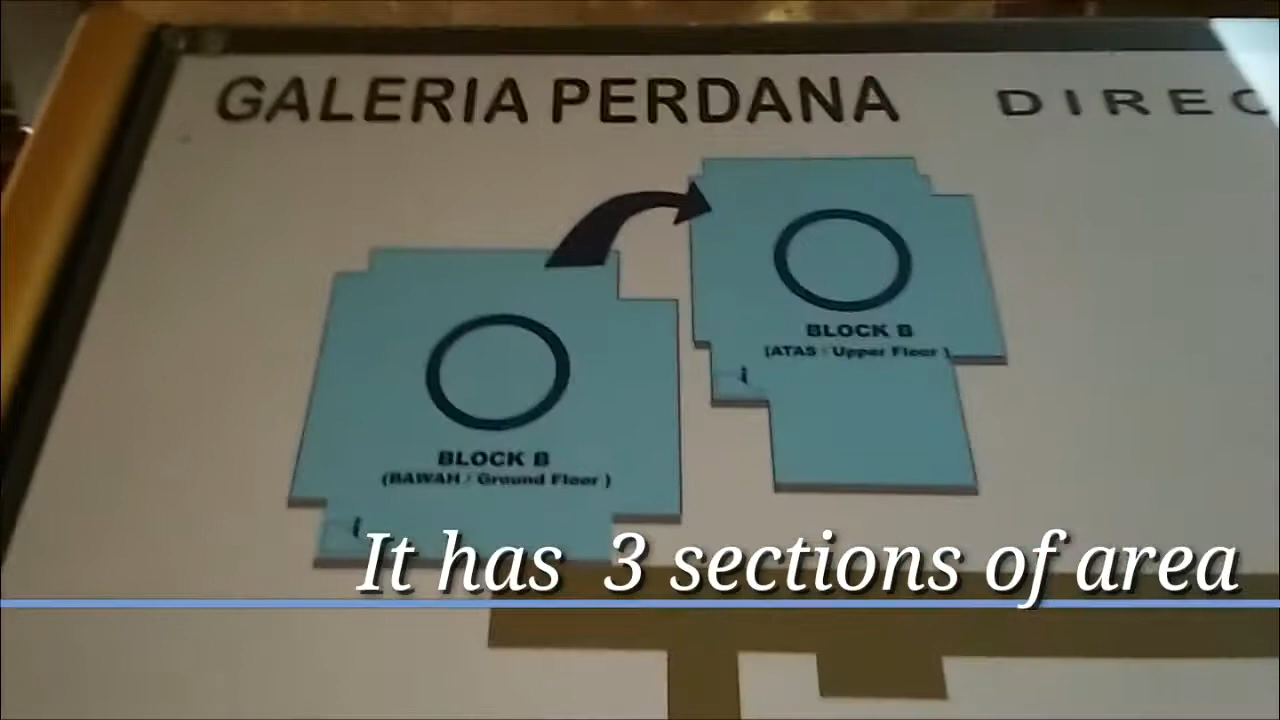 GALERIA PERDANA DIREC
BLOCK B
(ATAS / Upper Floor )
i
BLOCK B
(BAWAH / Ground Floor )
i
It has 3 sections of area